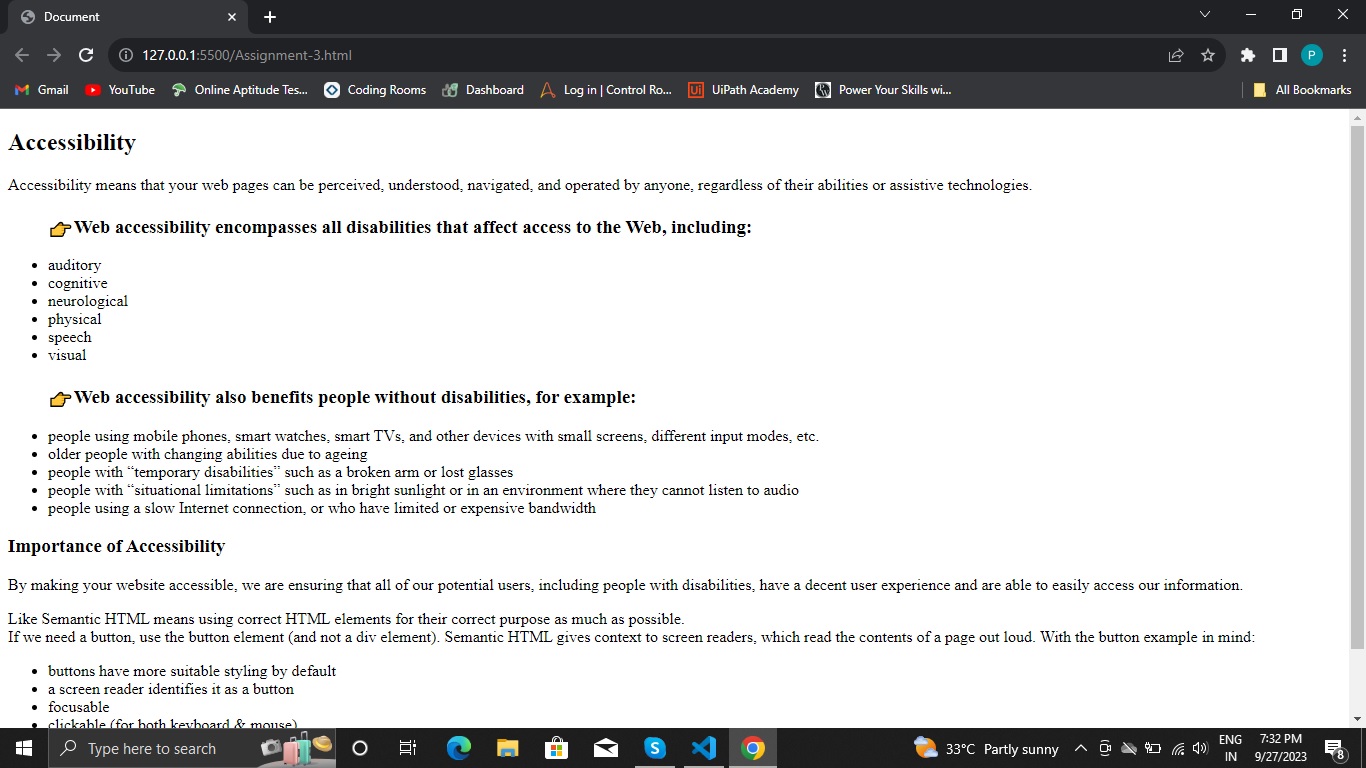 Document
127.0.0.1:5500/Assignment-3.html
P
Gmail YouTube Online Aptitude Tes... Coding Rooms Dashboard Log in | Control Ro... Ui UiPath Academy Power Your Skills wi... All Bookmarks
Accessibility
Accessibility means that your web pages can be perceived, understood, navigated, and operated by anyone, regardless of their abilities or assistive technologies.
👉Web accessibility encompasses all disabilities that affect access to the Web, including:
• auditory
• cognitive
• neurological
• physical
• speech
• visual
👉Web accessibility also benefits people without disabilities, for example:
• people using mobile phones, smart watches, smart TVs, and other devices with small screens, different input modes, etc.
• older people with changing abilities due to ageing
• people with “temporary disabilities” such as a broken arm or lost glasses
• people with “situational limitations” such as in bright sunlight or in an environment where they cannot listen to audio
• people using a slow Internet connection, or who have limited or expensive bandwidth
Importance of Accessibility
By making your website accessible, we are ensuring that all of our potential users, including people with disabilities, have a decent user experience and are able to easily access our information.
Like Semantic HTML means using correct HTML elements for their correct purpose as much as possible.
If we need a button, use the button element (and not a div element). Semantic HTML gives context to screen readers, which read the contents of a page out loud. With the button example in mind:
• buttons have more suitable styling by default
• a screen reader identifies it as a button
• focusable
• clickable (for both keyboard & mouse)
Type here to search
S
33°C Partly sunny
ENG
IN
7:32 PM
9/27/2023
8